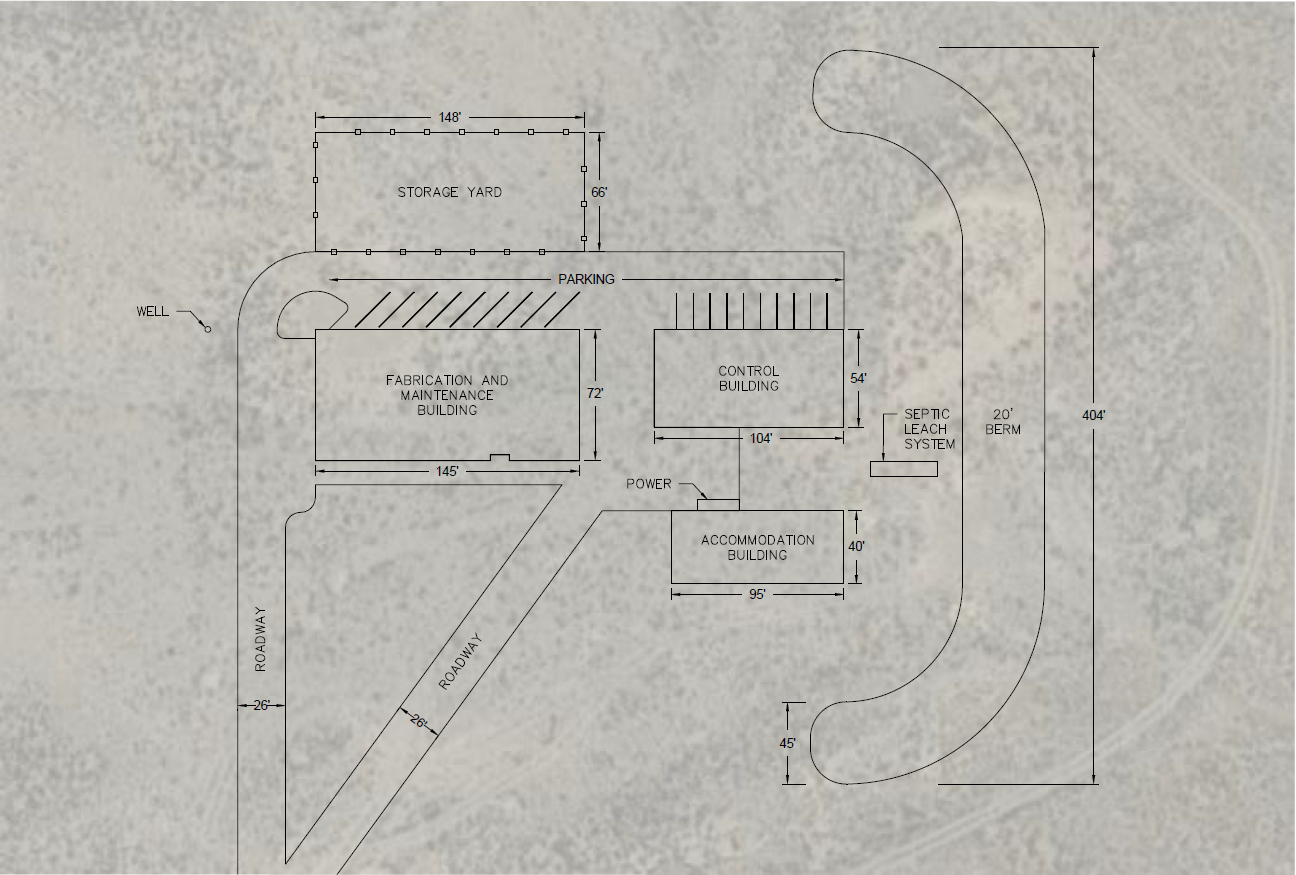 148'
STORAGE YARD
66'
PARKING
WELL
FABRICATION AND
MAINTENANCE
BUILDING
72'
145'
CONTROL
BUILDING
54'
104'
SEPTIC
LEACH
SYSTEM
20'
BERM
404'
POWER
ACCOMMODATION
BUILDING
40'
95'
ROADWAY
26'
ROADWAY
26'
45'